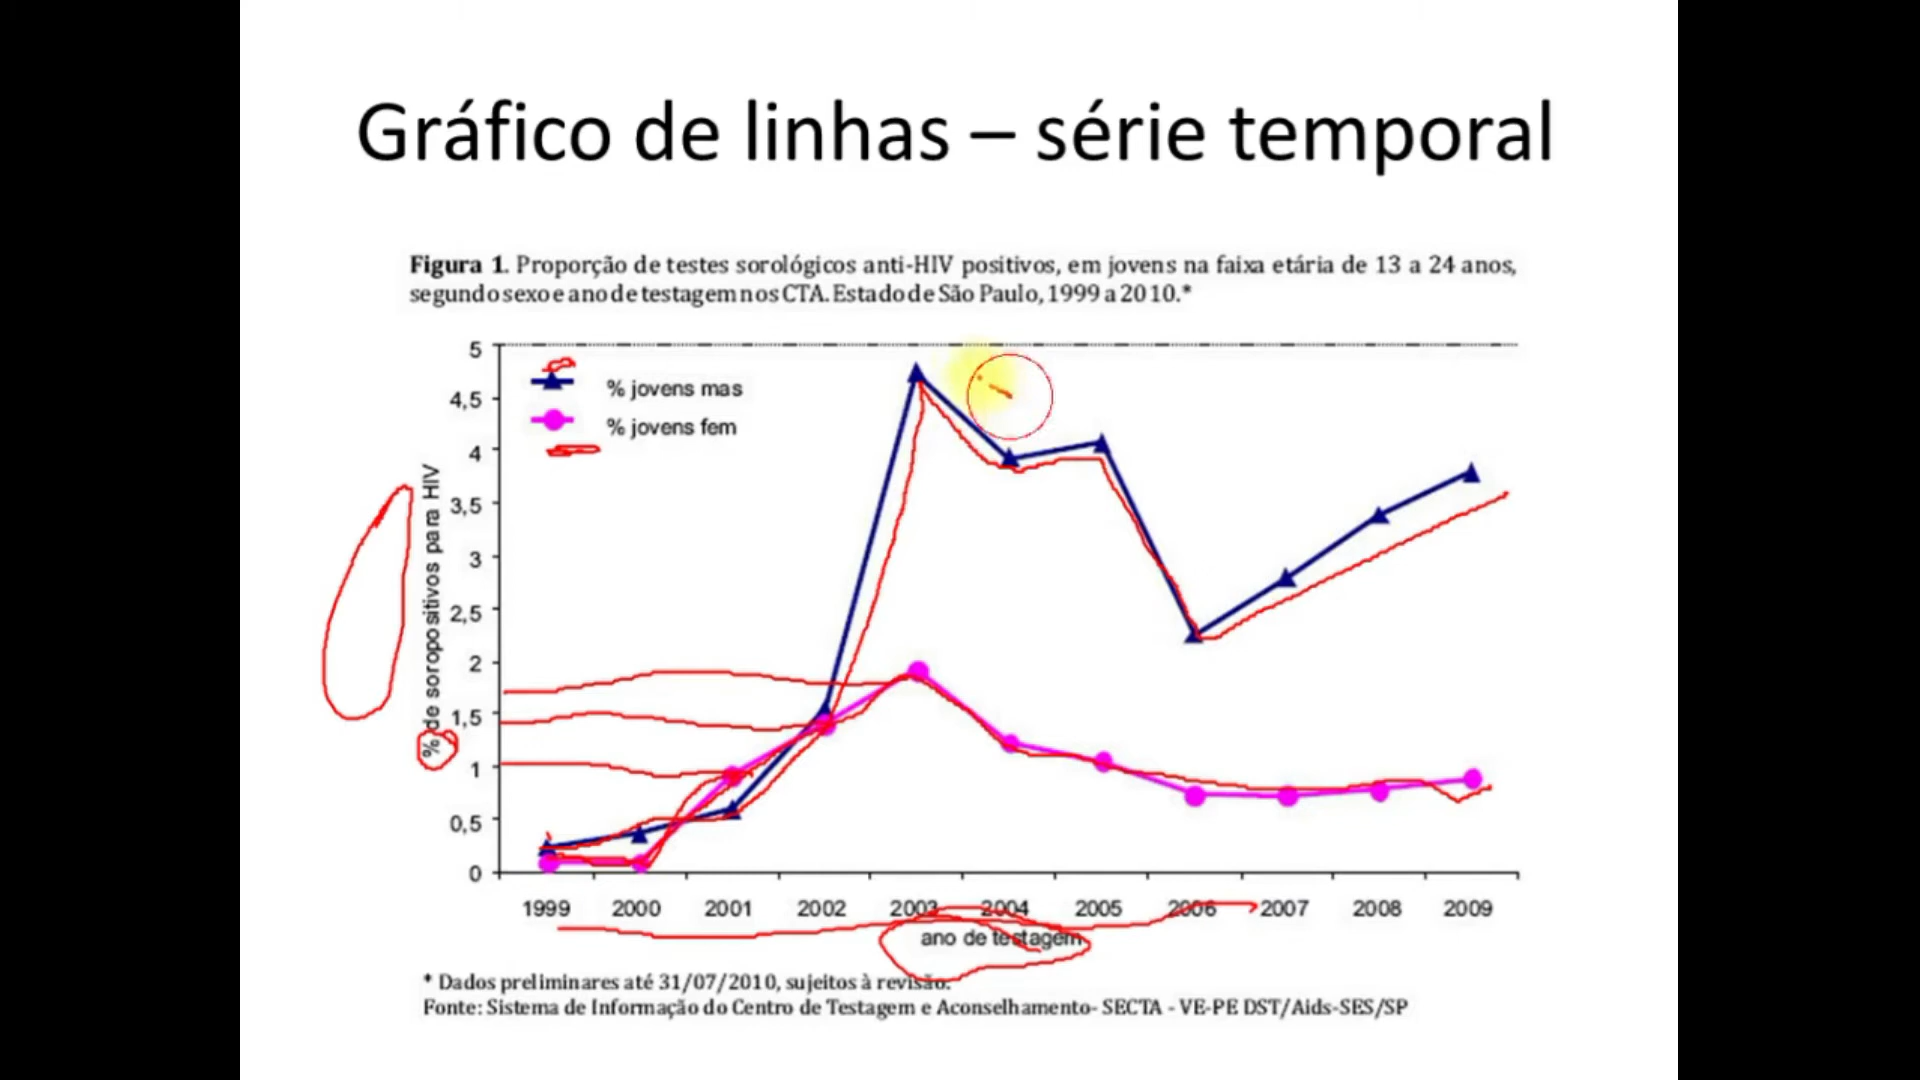 Gráfico de linhas – série temporal
Figura 1. Proporção de testes sorológicos anti-HIV positivos, em jovens na faixa etária de 13 a 24 anos,
segundo sexo e ano de testagem nos CTA. Estado de São Paulo, 1999 a 2010.*
% de soropositivos para HIV
5
4,5
4
3,5
3
2,5
2
1,5
1
0,5
0
% jovens mas
% jovens fem
1999 2000 2001 2002 2003 2004 2005 2006 2007 2008 2009
ano de testagem
* Dados preliminares até 31/07/2010, sujeitos à revisão.
Fonte: Sistema de Informação do Centro de Testagem e Aconselhamento- SECTA - VE-PE DST/Aids-SES/SP